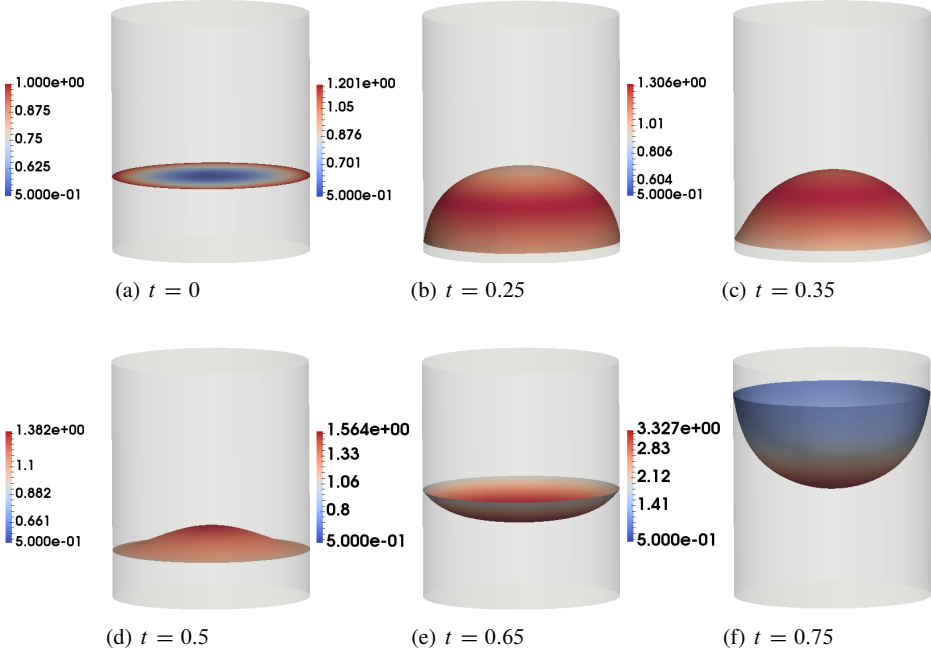 1.000e+00
0.875
0.75
0.625
5.000e-01
(a) t = 0
1.201e+00
1.05
0.876
0.701
5.000e-01
(b) t = 0.25
1.306e+00
1.01
0.806
0.604
5.000e-01
(c) t = 0.35
1.382e+00
1.1
0.882
0.661
5.000e-01
(d) t = 0.5
1.564e+00
1.33
1.06
0.8
5.000e-01
(e) t = 0.65
3.327e+00
2.83
2.12
1.41
5.000e-01
(f) t = 0.75